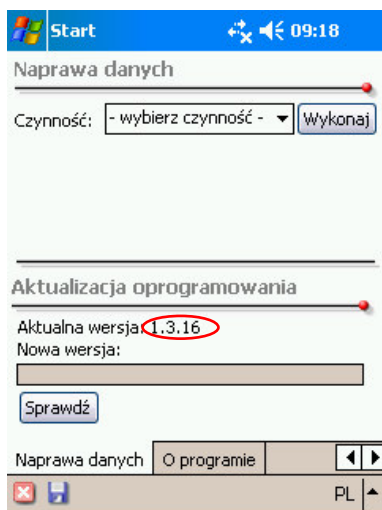 Start 09:18
Naprawa danych
Czynność: - wybierz czynność - Wykonaj
Aktualizacja oprogramowania
Aktualna wersja: 1.3.16
Nowa wersja:
Sprawdź
Naprawa danych O programie
PL